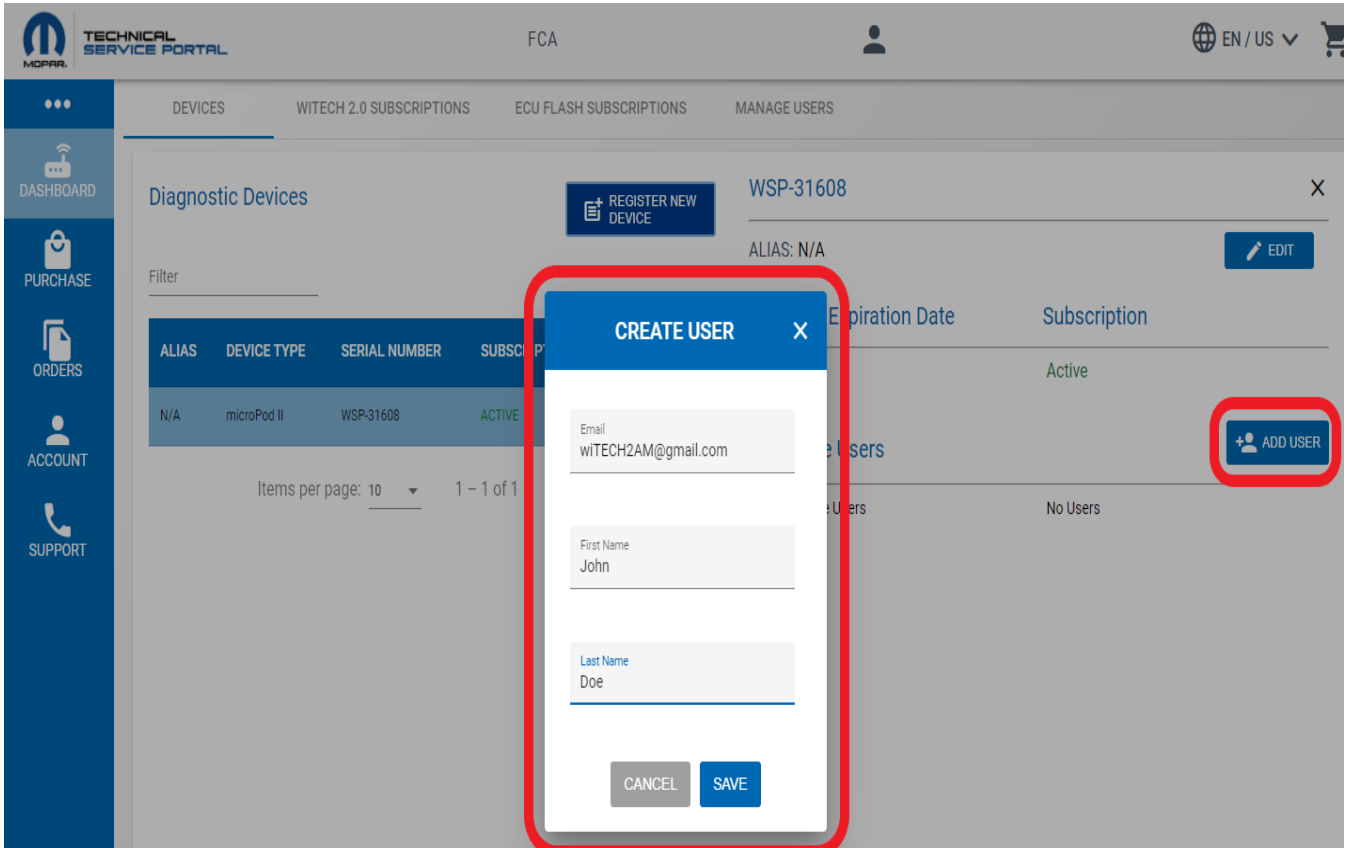 MOPAR.
TECHNICAL
SERVICE PORTAL
FCA
EN / US
DASHBOARD
PURCHASE
ORDERS
ACCOUNT
SUPPORT
DEVICES WITECH 2.0 SUBSCRIPTIONS ECU FLASH SUBSCRIPTIONS MANAGE USERS
Diagnostic Devices
REGISTER NEW
DEVICE
Filter
ALIAS DEVICE TYPE SERIAL NUMBER
N/A microPod II WSP-31608 ACTIVE
Items per page: 10 1 – 1 of 1
WSP-31608 X
ALIAS: N/A
EDIT
Date Subscription
Active
Users
ADD USER
No Users
CREATE USER X
Email
wiTECH2AM@gmail.com
First Name
John
Last Name
Doe
CANCEL SAVE